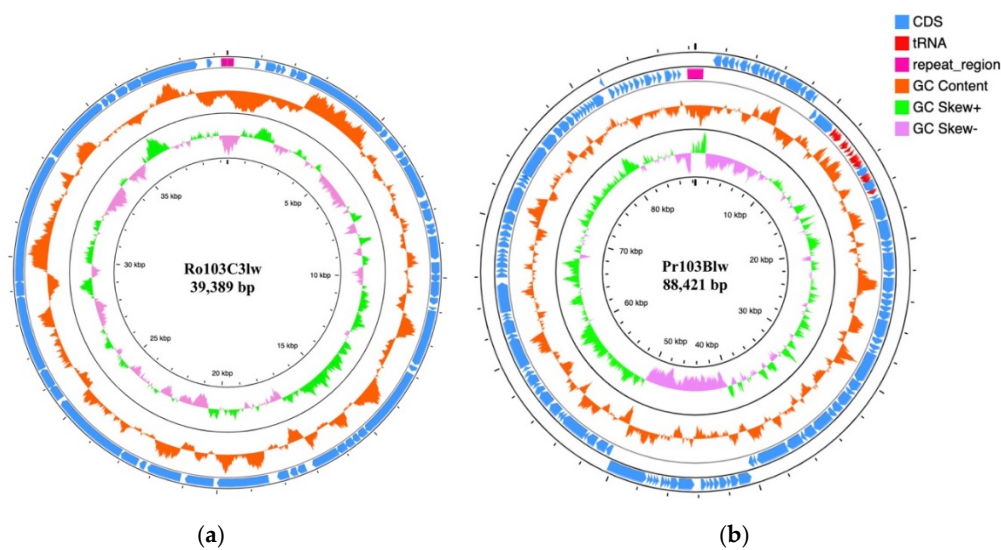 CDS
tRNA
repeat_region
GC Content
GC Skew+
GC Skew-
35 kbp
5 kbp
30 kbp
10 kbp
25 kbp
15 kbp
20 kbp
Ro103C3lw
39,389 bp
80 kbp
10 kbp
70 kbp
20 kbp
60 kbp
30 kbp
50 kbp
40 kbp
Pr103Blw
88,421 bp
(a)
(b)